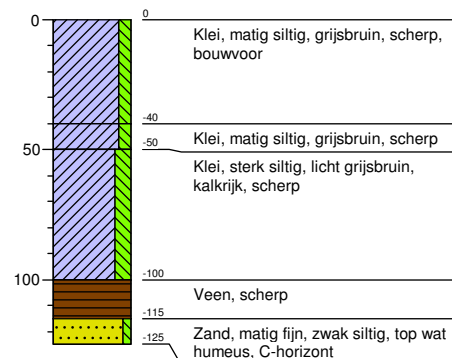 0
0
Klei, matig siltig, grijsbruin, scherp,
bouwvoor
-40
Klei, matig siltig, grijsbruin, scherp
50
-50
Klei, sterk siltig, licht grijsbruin,
kalkrijk, scherp
100
-100
Veen, scherp
-115
Zand, matig fijn, zwak siltig, top wat
humeus, C-horizont
-125